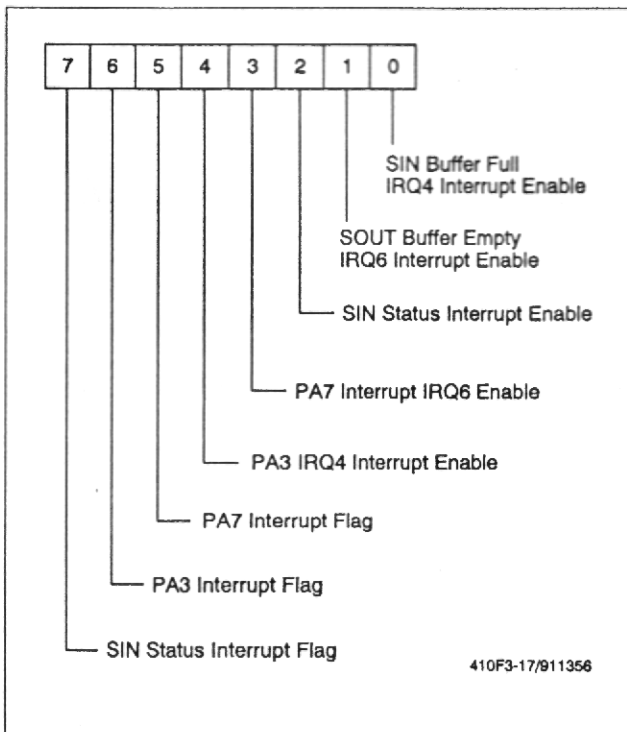 7 6 5 4 3 2 1 0
SIN Buffer Full
IRQ4 Interrupt Enable
SOUT Buffer Empty
IRQ6 Interrupt Enable
SIN Status Interrupt Enable
PA7 Interrupt IRQ6 Enable
PA3 IRQ4 Interrupt Enable
PA7 Interrupt Flag
PA3 Interrupt Flag
SIN Status Interrupt Flag
410F3-17/911356